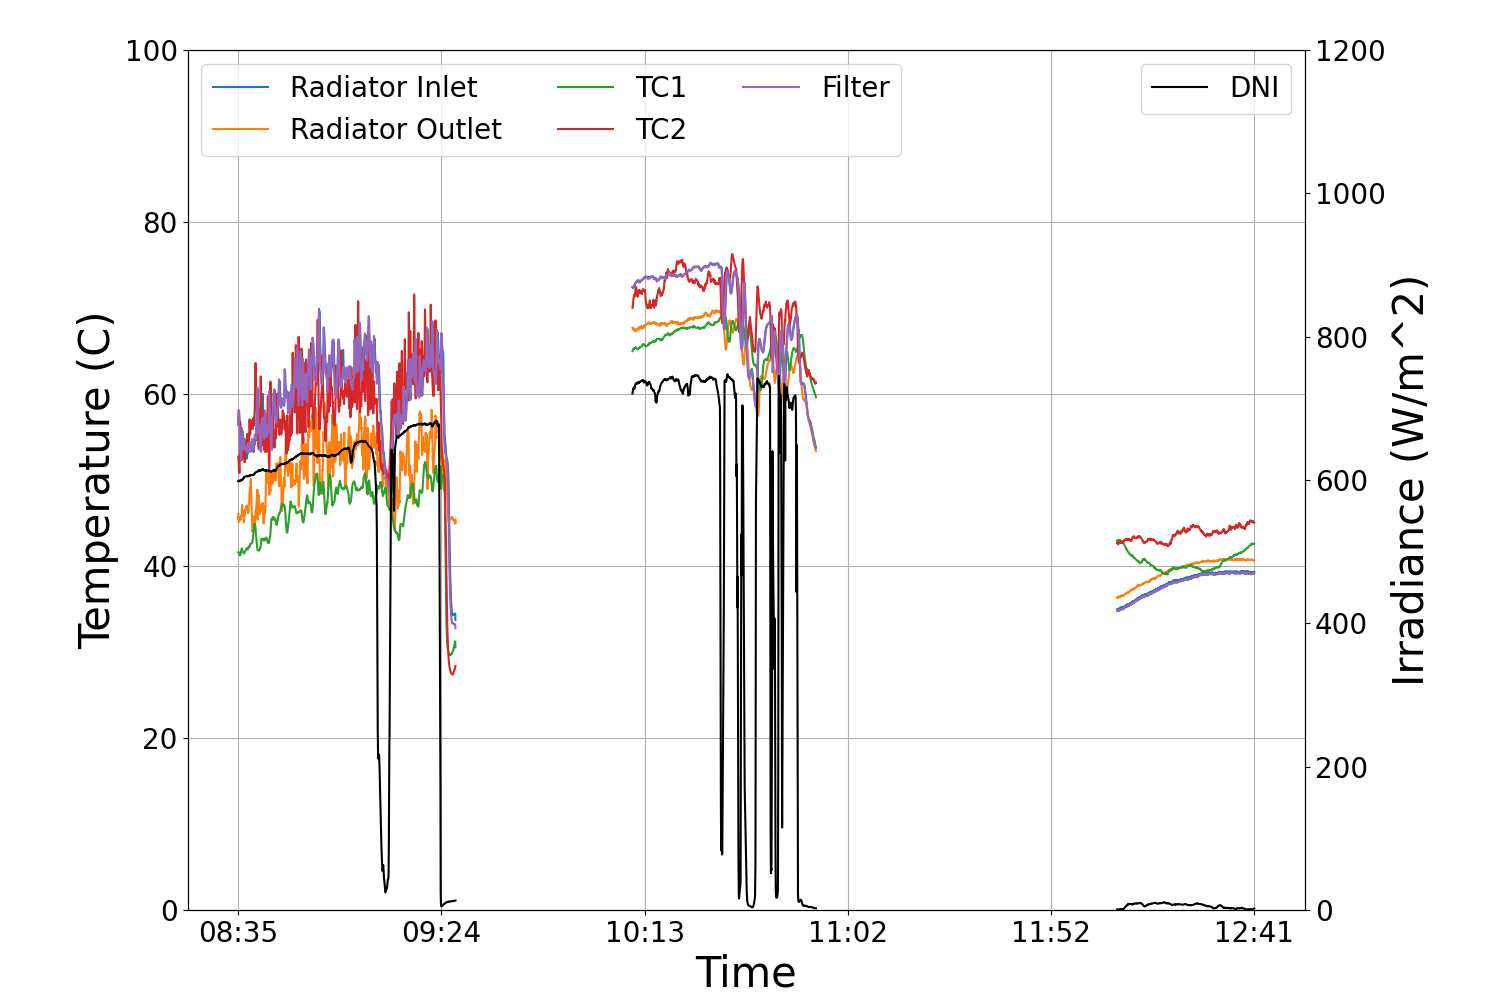 Radiator Inlet
Radiator Outlet
TC1
TC2
Filter
DNI
100
80
60
40
20
0
Temperature (C)
1200
1000
800
600
400
200
0
Irradiance (W/m^2)
08:35 09:24 10:13 11:02 11:52 12:41
Time